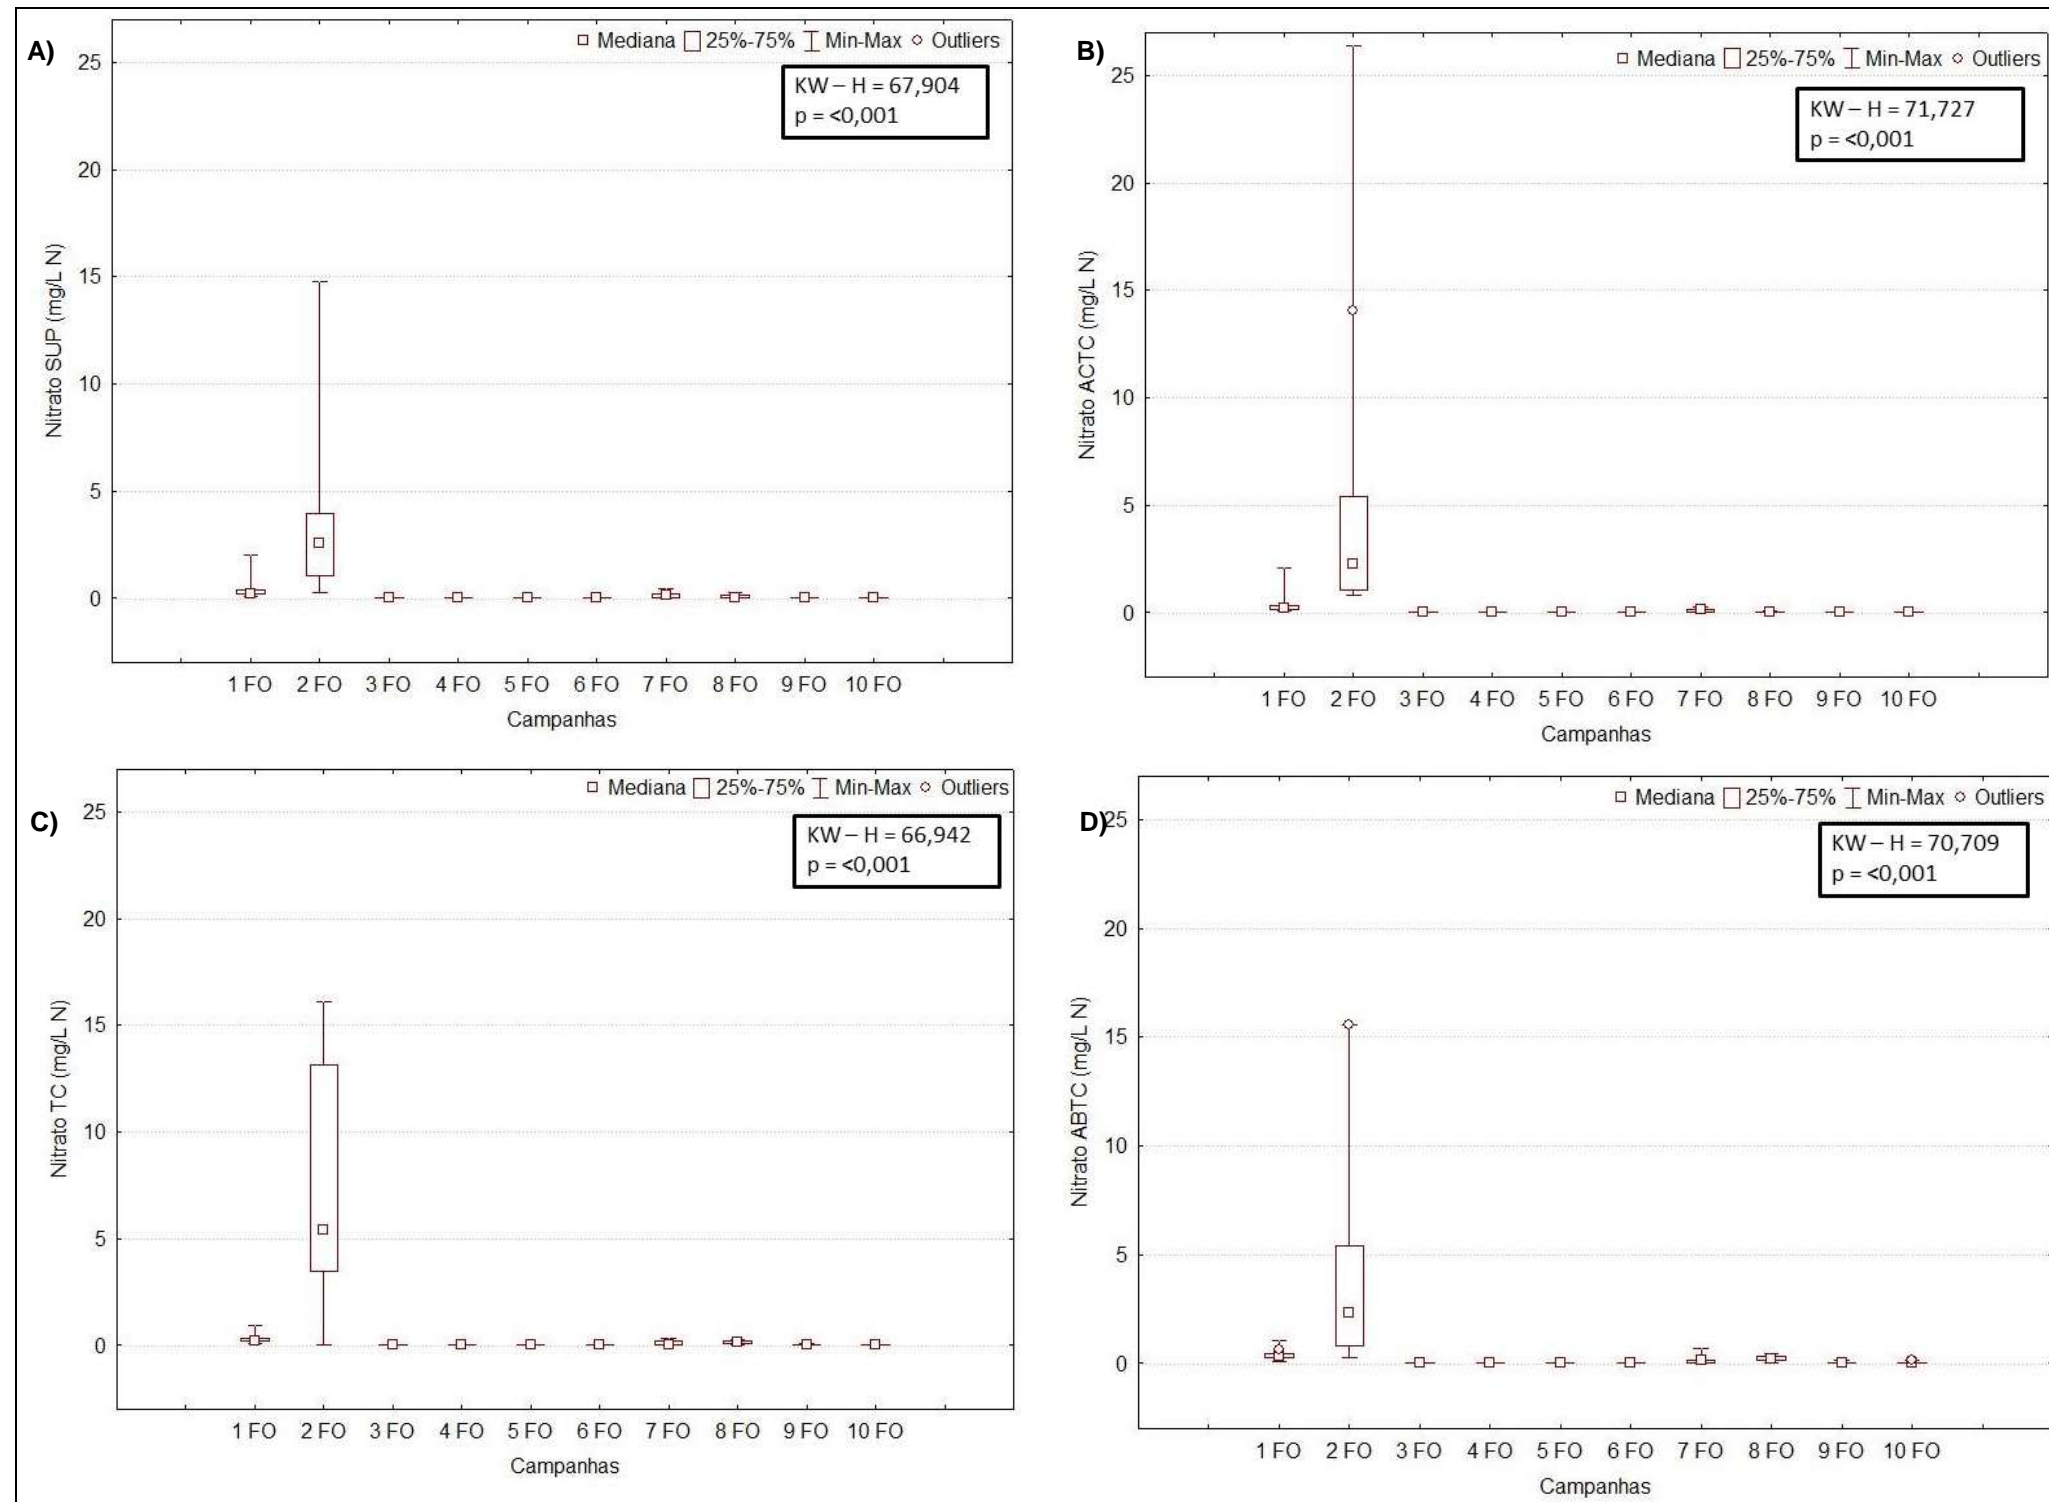 A)
Mediana 25%-75% Min-Max Outliers
KW – H = 67,904
p = <0,001
25
20
15
10
5
0
Nitrato SUP (mg/L N)
1 FO 2 FO 3 FO 4 FO 5 FO 6 FO 7 FO 8 FO 9 FO 10 FO
Campanhas
B)
Mediana 25%-75% Min-Max Outliers
KW – H = 71,727
p = <0,001
25
20
15
10
5
0
Nitrato ACTC (mg/L N)
1 FO 2 FO 3 FO 4 FO 5 FO 6 FO 7 FO 8 FO 9 FO 10 FO
Campanhas
C)
Mediana 25%-75% Min-Max Outliers
KW – H = 66,942
p = <0,001
25
20
15
10
5
0
Nitrato TC (mg/L N)
1 FO 2 FO 3 FO 4 FO 5 FO 6 FO 7 FO 8 FO 9 FO 10 FO
Campanhas
D)
Mediana 25%-75% Min-Max Outliers
KW – H = 70,709
p = <0,001
25
20
15
10
5
0
Nitrato ABTC (mg/L N)
1 FO 2 FO 3 FO 4 FO 5 FO 6 FO 7 FO 8 FO 9 FO 10 FO
Campanhas